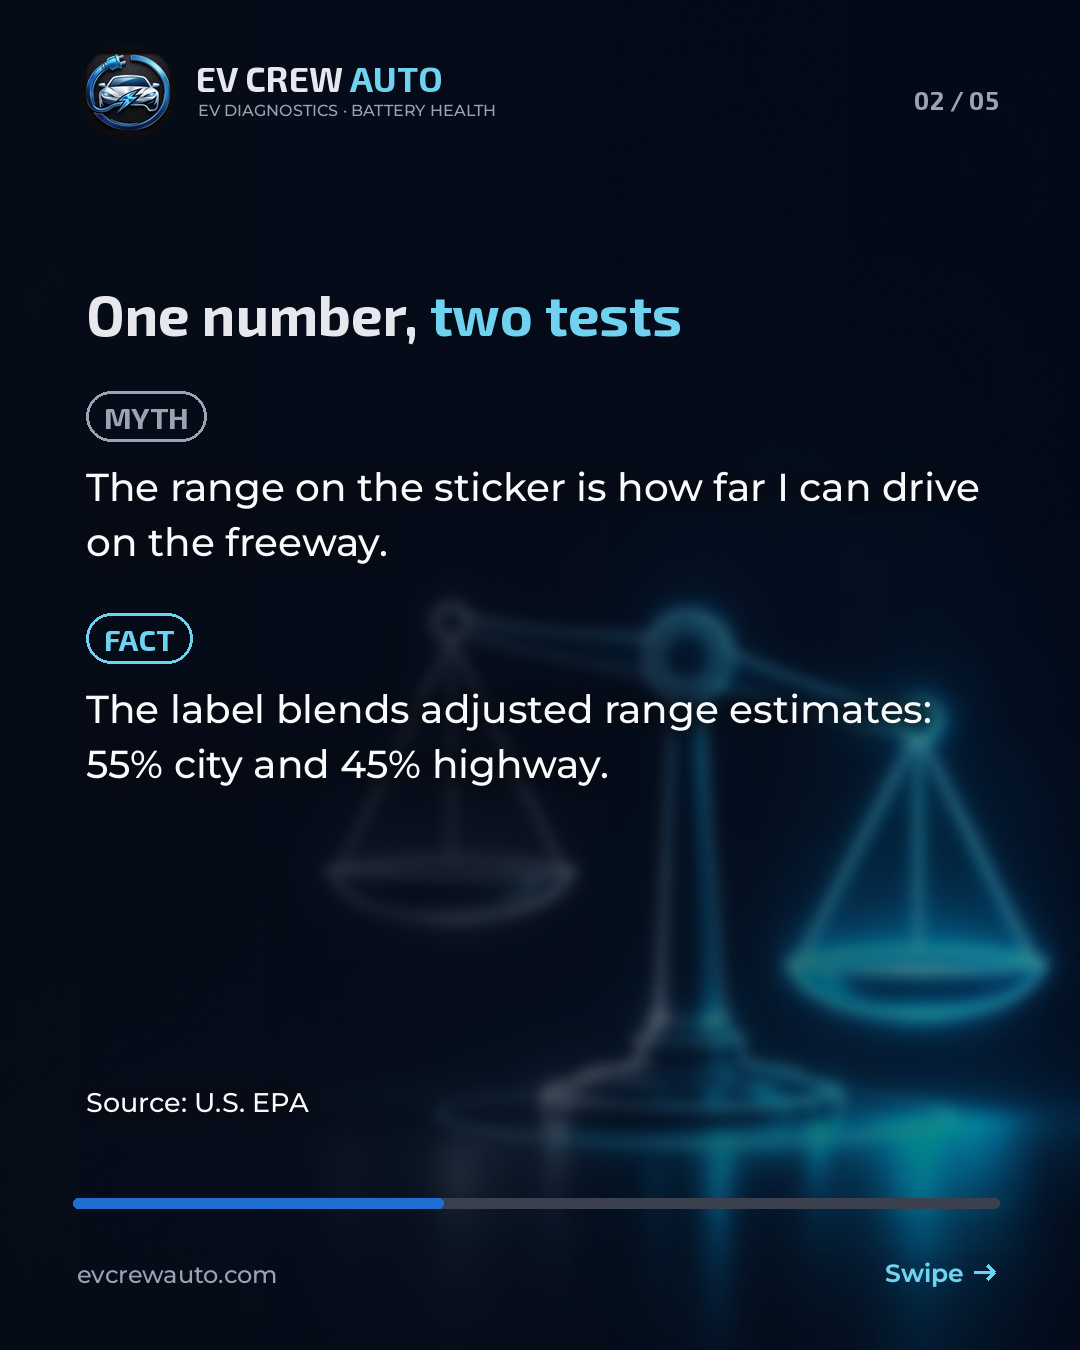 EV CREW AUTO
EV DIAGNOSTICS · BATTERY HEALTH
02 / 05
One number, two tests
MYTH
The range on the sticker is how far I can drive
on the freeway.
FACT
The label blends adjusted range estimates:
55% city and 45% highway.
Source: U.S. EPA
evcrewauto.com
Swipe →